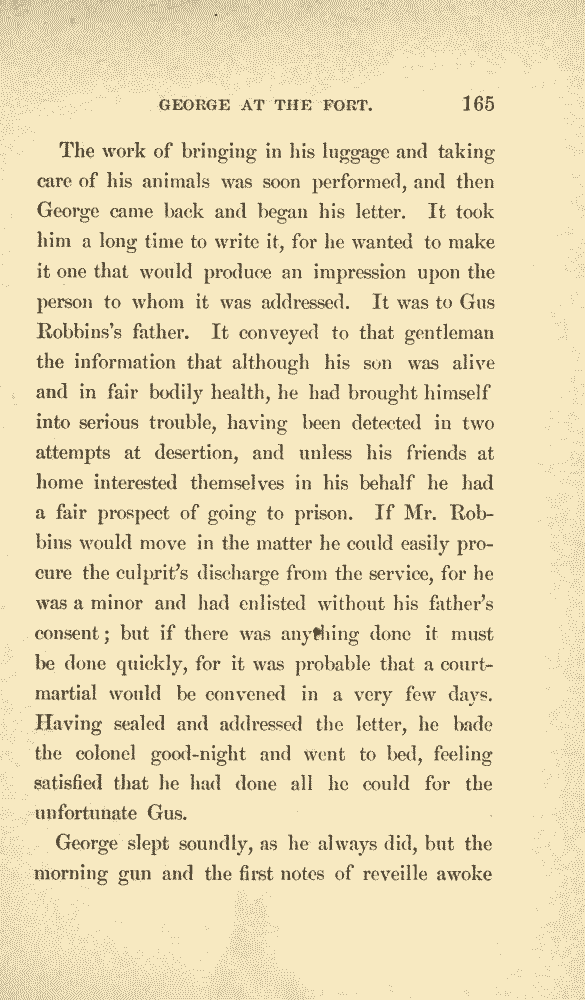 GEORGE AT THE FORT. 165
The work of bringing in his luggage and taking
care of his animals was soon performed, and then
George came back and began his letter. It took
him a long time to write it, for he wanted to make
it one that would produce an impression upon the
person to whom it was addressed. It was to Gus
Robbins's father. It conveyed to that gentleman
the information that although his son was alive
and in fair bodily health, he had brought himself
into serious trouble, having been detected in two
attempts at desertion, and unless his friends at
home interested themselves in his behalf he had
a fair prospect of going to prison. If Mr. Rob-
bins would move in the matter he could easily pro-
cure the culprit's discharge from the service, for he
was a minor and had enlisted without his father's
consent; but if there was anything done it must
be done quickly, for it was probable that a court-
martial would be convened in a very few days.
Having sealed and addressed the letter, he bade
the colonel good-night and went to bed, feeling
satisfied that he had done all he could for the
unfortunate Gus.
George slept soundly, as he always did, but the
morning gun and the first notes of reveille awoke